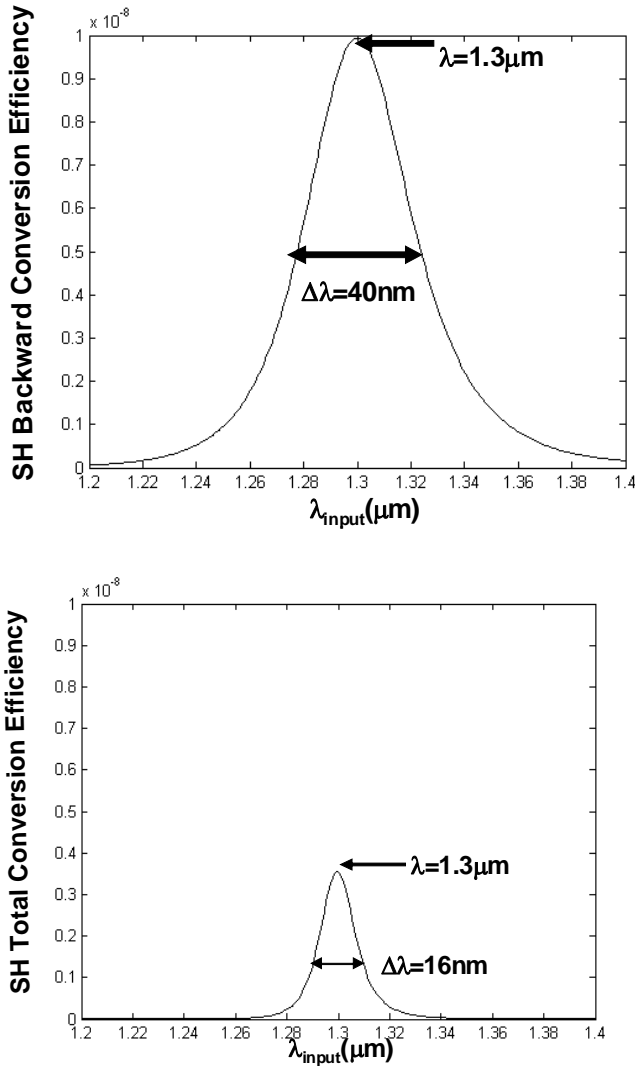 x 10-8
1
0.9
0.8
0.7
0.6
0.5
0.4
0.3
0.2
0.1
0
SH Backward Conversion Efficiency
λ=1.3μm
Δλ=40nm
1.2 1.22 1.24 1.26 1.28 1.3 1.32 1.34 1.36 1.38 1.4
λinput(μm)
x 10-8
1
0.9
0.8
0.7
0.6
0.5
0.4
0.3
0.2
0.1
0
SH Total Conversion Efficiency
λ=1.3μm
Δλ=16nm
1.2 1.22 1.24 1.26 1.28 1.3 1.32 1.34 1.36 1.38 1.4
λinput(μm)